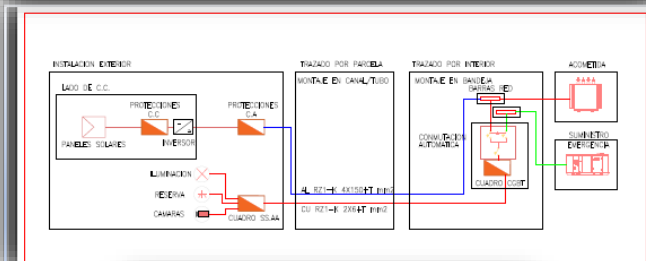 INSTALACION EXTERIOR
LADO DE C.C.
PROTECCIONES
C.C
PANELES SOLARES
INVERSOR
PROTECCIONES
C.A
ILUMINACION
RESERVA
CAMARAS
CUADRO SS.AA
TRAZADO POR PARCELA
MONTAJE EN CANAL/TUBO
AL RZ1-K 4X150+T mm2
CU RZ1-K 2X6+T mm2
TRAZADO POR INTERIOR
MONTAJE EN BANDEJA
BARRAS RED
CONMUTACION
AUTOMATICA
CUADRO CGBT
ACOMETIDA
SUMINISTRO
EMERGENCIA